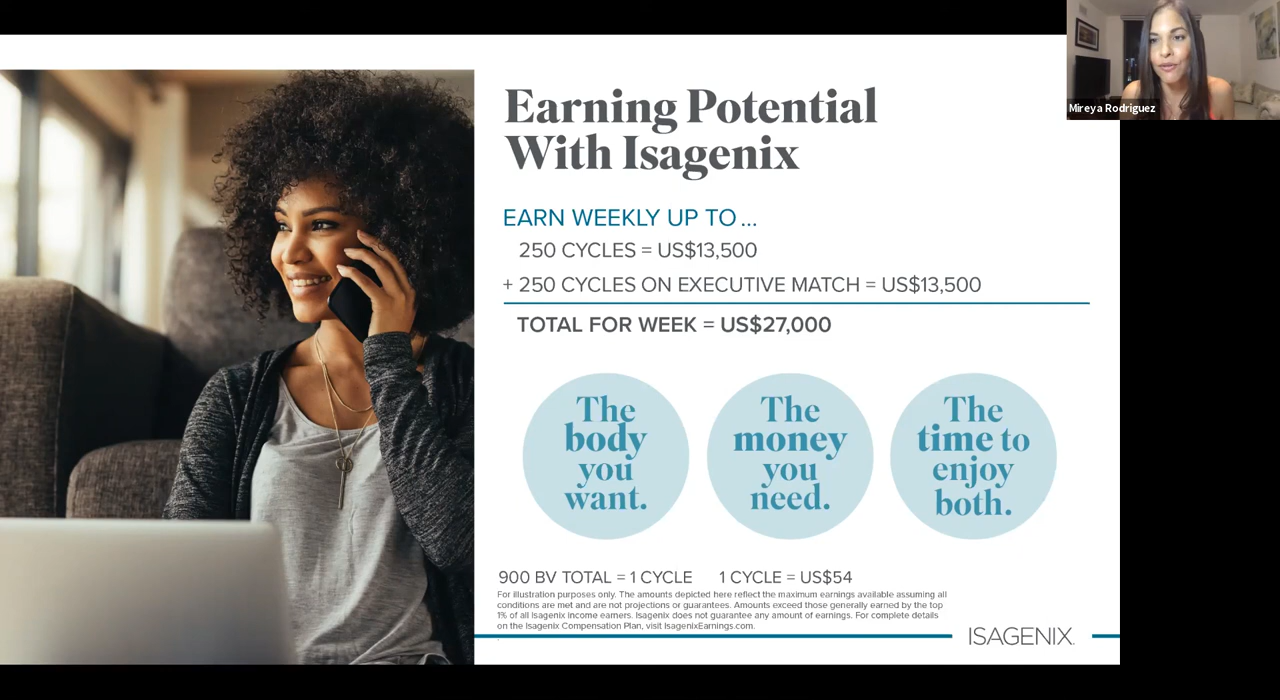 Mireya Rodriguez
Earning Potential
With Isagenix
EARN WEEKLY UP TO ...
250 CYCLES = US$13,500
+ 250 CYCLES ON EXECUTIVE MATCH = US$13,500
TOTAL FOR WEEK = US$27,000
The
body
you
want.
The
money
you
need.
The
time to
enjoy
both.
900 BV TOTAL = 1 CYCLE 1 CYCLE = US$54
For illustration purposes only. The amounts depicted here reflect the maximum earnings available assuming all
conditions are met and are not projections or guarantees. Amounts exceed those generally earned by the top
1% of all Isagenix income earners. Isagenix does not guarantee any amount of earnings. For complete details
on the Isagenix Compensation Plan, visit IsagenixEarnings.com.
ISAGENIX